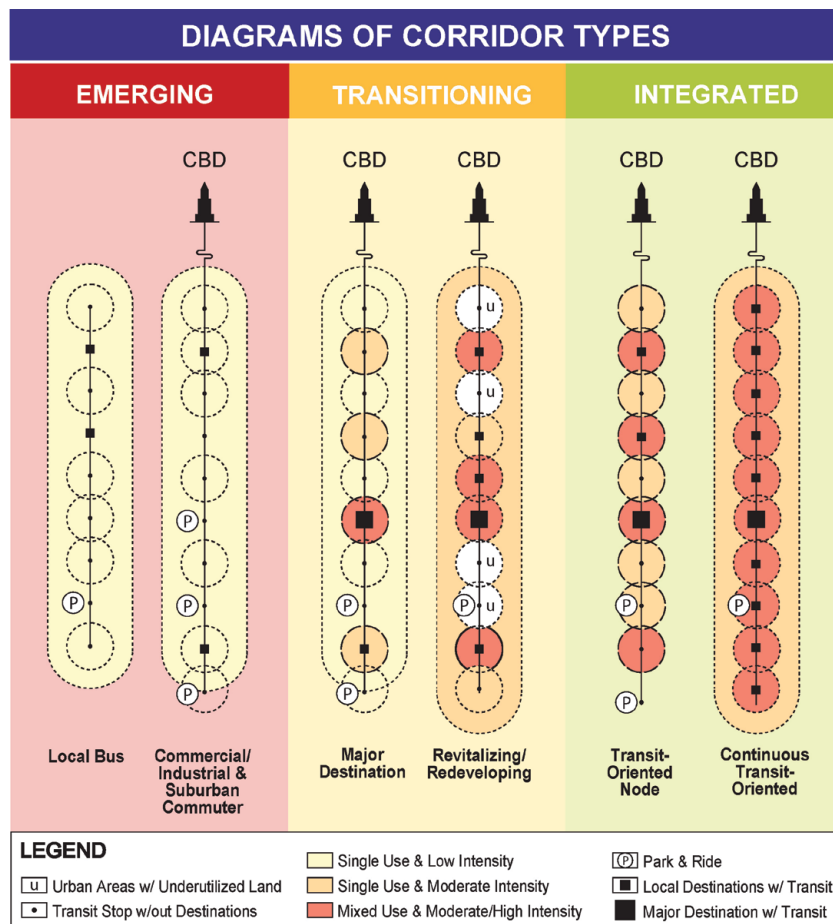 DIAGRAMS OF CORRIDOR TYPES
EMERGING
TRANSITIONING
INTEGRATED
CBD
CBD
CBD
CBD
CBD
u
u
P
u
P
P
P
P
u
P
P
P
P
P
Local Bus
Commercial/
Industrial &
Suburban
Commuter
Major
Destination
Revitalizing/
Redeveloping
Transit-
Oriented
Node
Continuous
Transit-
Oriented
LEGEND
u Urban Areas w/ Underutilized Land
Transit Stop w/out Destinations
Single Use & Low Intensity
Single Use & Moderate Intensity
Mixed Use & Moderate/High Intensity
P Park & Ride
Local Destinations w/ Transit
Major Destination w/ Transit